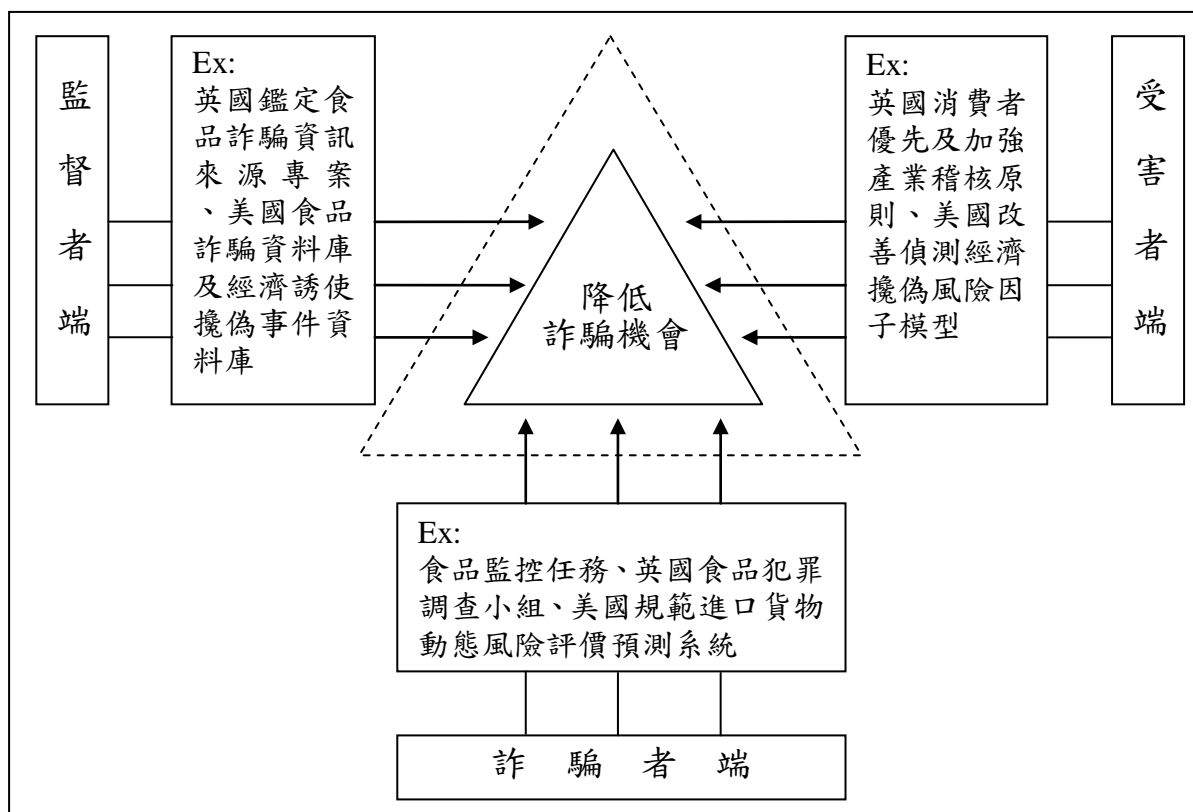 監督者端
Ex:
英國鑑定食
品詐騙資訊
來源專案
、美國食品
詐騙資料庫
及經濟誘使
攙偽事件資
料庫
降低
詐騙機會
Ex:
英國消費者
優先及加強
產業稽核原
則、美國改
善偵測經濟
攙偽風險因
子模型
受害者端
Ex:
食品監控任務、英國食品犯罪
調查小組、美國規範進口貨物
動態風險評價預測系統
詐騙者端